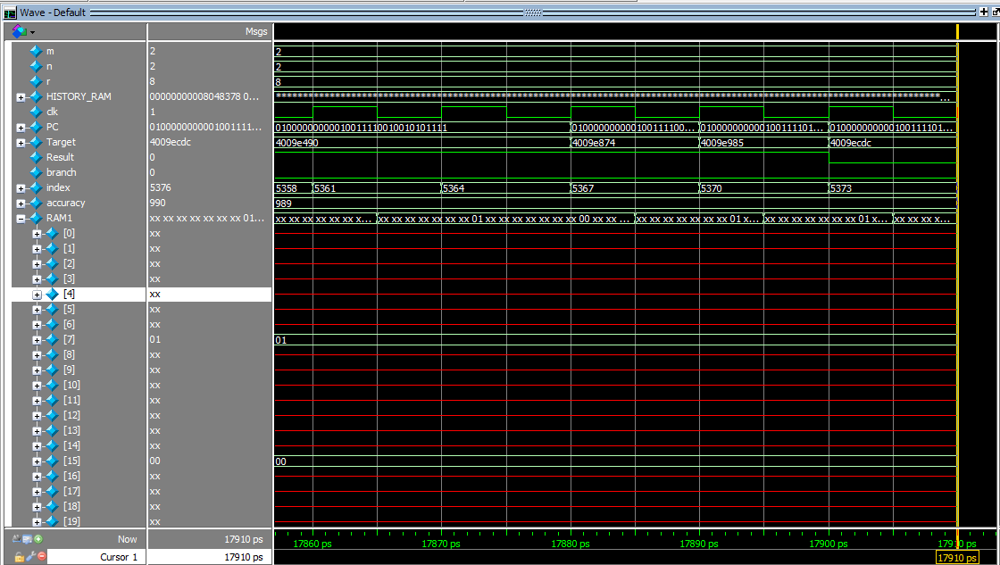 Wave - Default
Msgs
m 2 2
n 2 2
r 8 8
HISTORY_RAM 00000000008048378 0...
clk 1
PC 0100000000001001111... 01000000000001001111001001010­1111 01000000000100111100... 01000000000100111101... 01000000000100111101...
Target 4009ecdc 4009e490 4009e874 4009e985 4009ecdc
Result 0
branch 0
index 5376 5358 5361 5364 5367 5370 5373
accuracy 990 989
RAM1 xx xx xx xx xx xx xx 01... xx xx xx xx xx xx x... xx xx xx xx xx xx xx 01 xx xx xx xx xx xx xx 00 xx xx ... xx xx xx xx xx xx xx 01 x... xx xx xx xx xx xx xx 01 x... xx xx xx xx x...
[0] xx
[1] xx
[2] xx
[3] xx
[4] xx
[5] xx
[6] xx
[7] 01 01
[8] xx
[9] xx
[10] xx
[11] xx
[12] xx
[13] xx
[14] xx
[15] 00 00
[16] xx
[17] xx
[18] xx
[19] xx
Now 17910 ps 17860 ps 17870 ps 17880 ps 17890 ps 17900 ps 17910 ps
Cursor 1 17910 ps 17910 ps